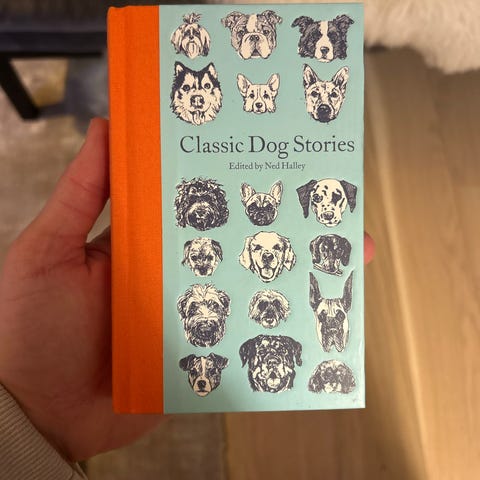 Classic Dog Stories
Edited by Ned Halley